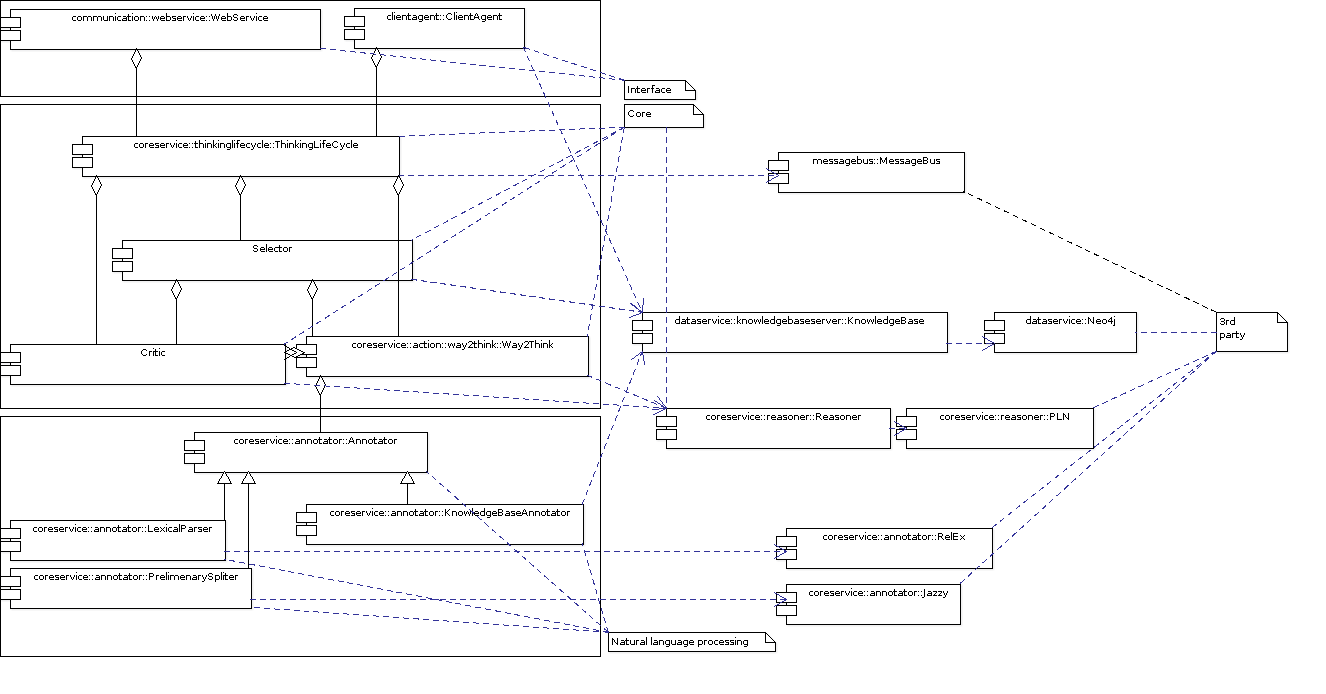 communication::webservice::WebService
clientagent::ClientAgent
Interface
Core
coreservice::thinkinglifecycle::ThinkingLifeCycle
messagebus::MessageBus
Selector
dataservice::knowledgebaseserver::KnowledgeBase
dataservice::Neo4j
3rd
party
Critic
coreservice::action::way2think::Way2Think
coreservice::reasoner::Reasoner
coreservice::reasoner::PLN
coreservice::annotator::Annotator
coreservice::annotator::KnowledgeBaseAnnotator
coreservice::annotator::LexicalParser
coreservice::annotator::RelEx
coreservice::annotator::PrelimenarySpliter
coreservice::annotator::Jazzy
Natural language processing